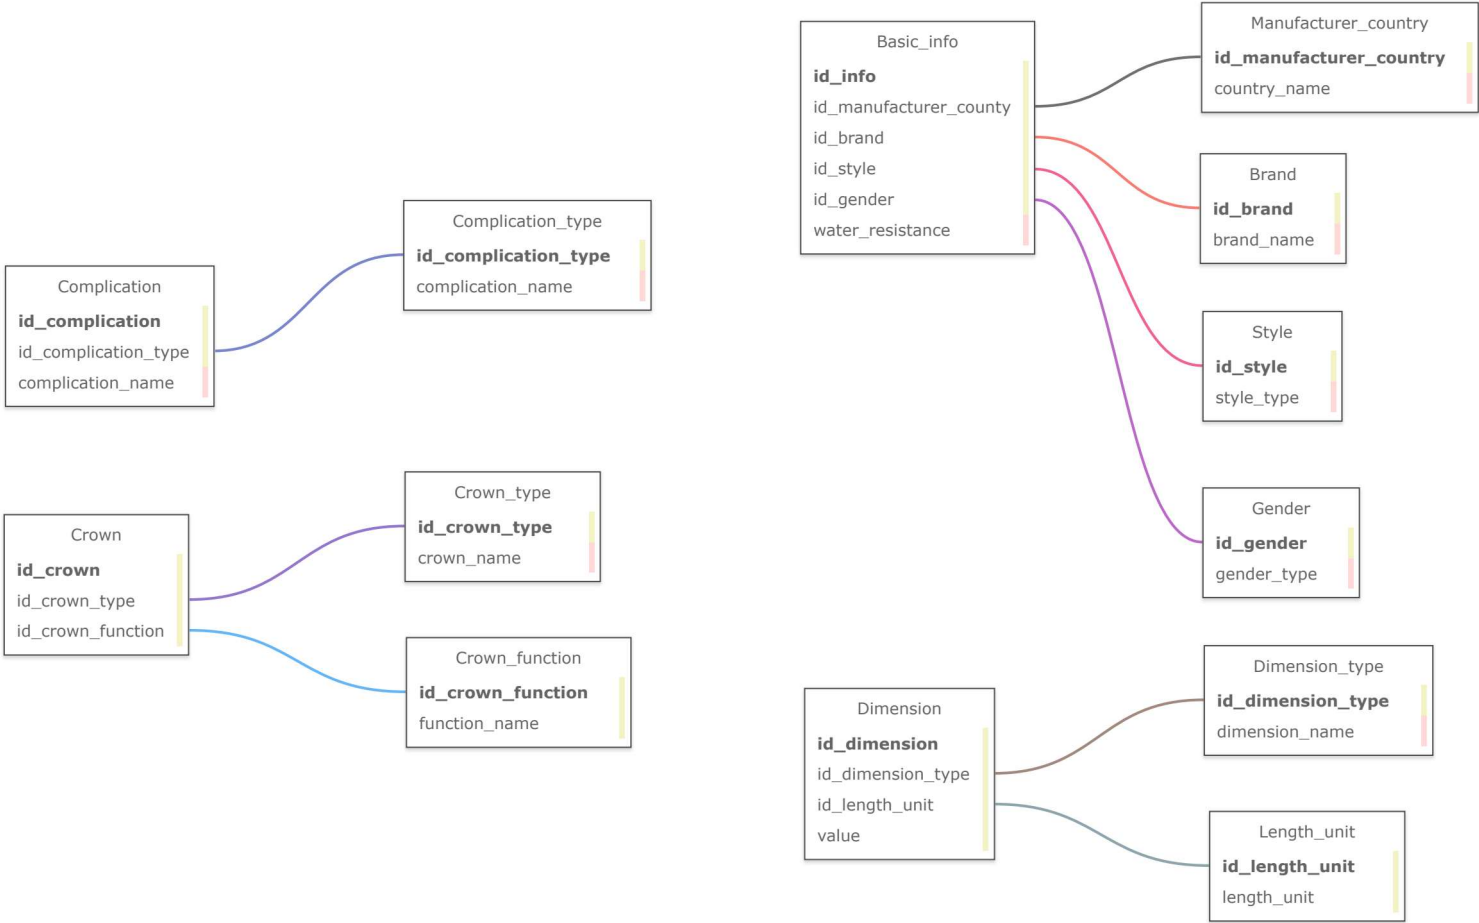 Complication
id_complication
id_complication_type
complication_name
Complication_type
id_complication_type
complication_name
Crown
id_crown
id_crown_type
id_crown_function
Crown_type
id_crown_type
crown_name
Crown_function
id_crown_function
function_name
Basic_info
id_info
id_manufacturer_county
id_brand
id_style
id_gender
water_resistance
Manufacturer_country
id_manufacturer_country
country_name
Brand
id_brand
brand_name
Style
id_style
style_type
Gender
id_gender
gender_type
Dimension
id_dimension
id_dimension_type
id_length_unit
value
Dimension_type
id_dimension_type
dimension_name
Length_unit
id_length_unit
length_unit